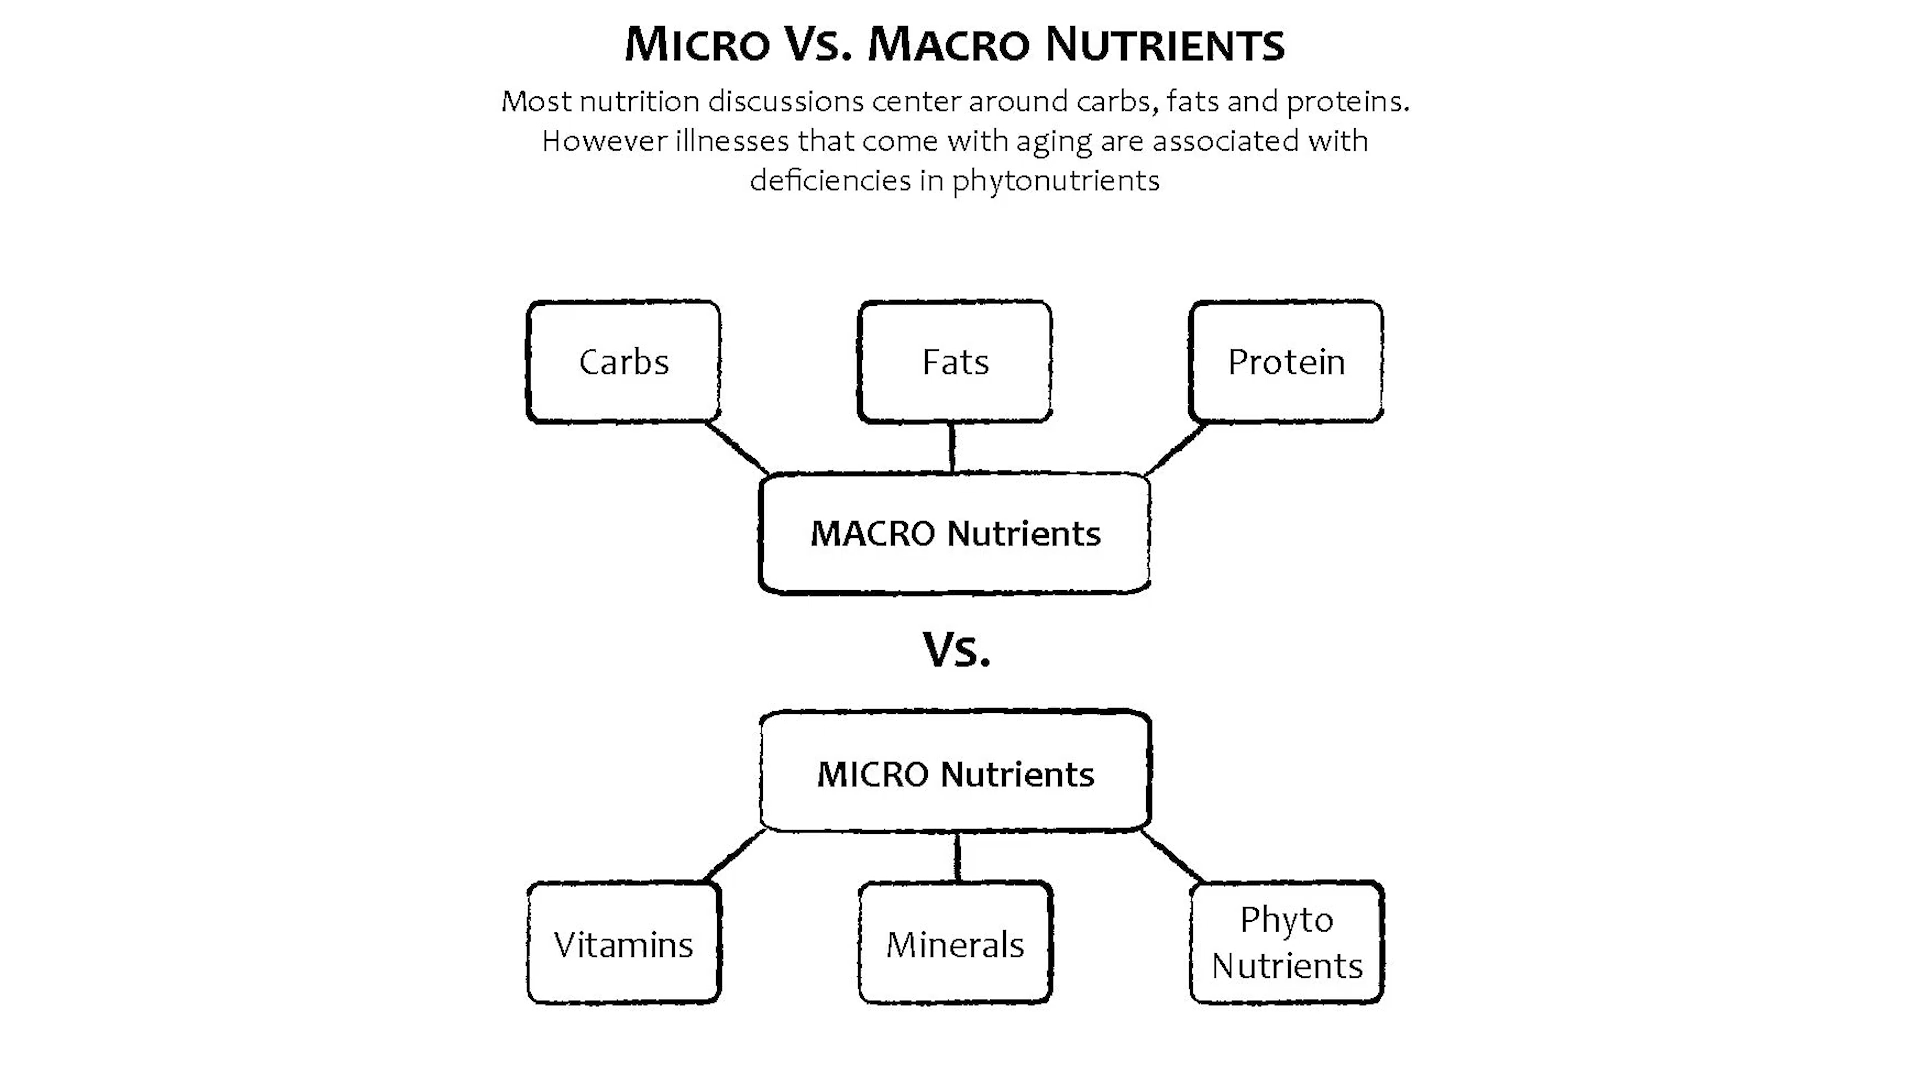 Micro Vs. Macro Nutrients
Most nutrition discussions center around carbs, fats and proteins.
However illnesses that come with aging are associated with
deficiencies in phytonutrients
Carbs
Fats
Protein
MACRO Nutrients
Vs.
MICRO Nutrients
Vitamins
Minerals
Phyto
Nutrients